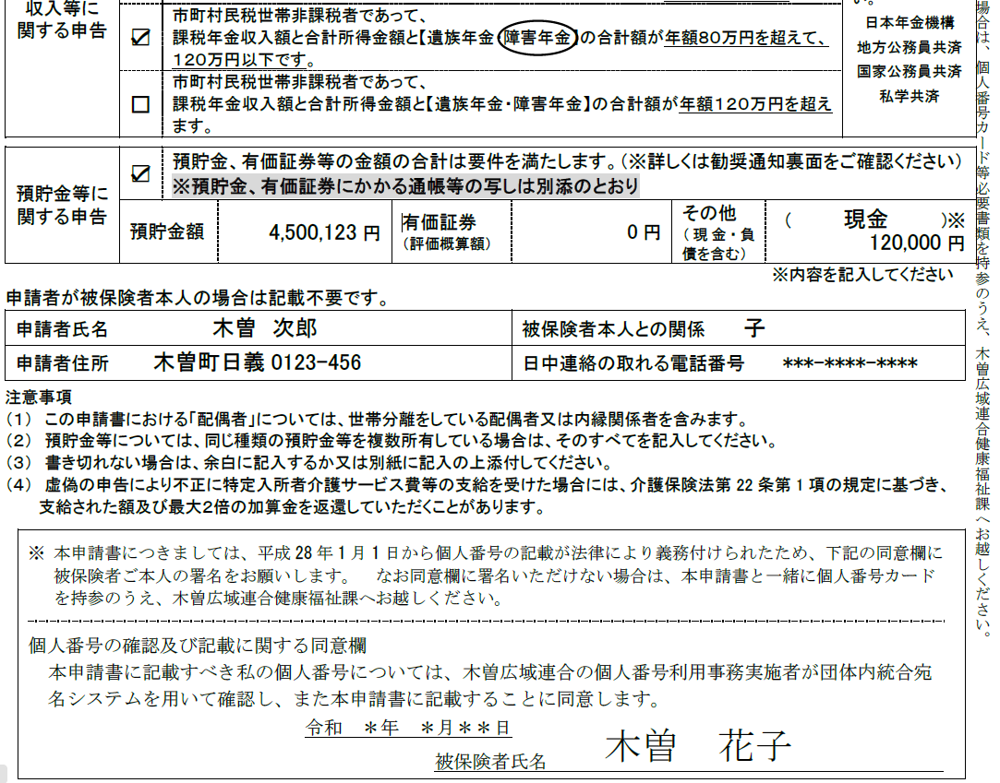 収入等に
関する申告
☑ 市町村民税世帯非課税者であって、
課税年金収入額と合計所得金額と【遺族年金・障害年金】の合計額が年額80万円を超えて、
120万円以下です。
□ 市町村民税世帯非課税者であって、
課税年金収入額と合計所得金額と【遺族年金・障害年金】の合計額が年額120万円を超え
ます。
い。
日本年金機構
地方公務員共済
国家公務員共済
私学共済
預貯金等に
関する申告
☑ 預貯金、有価証券等の金額の合計は要件を満たします。(※詳しくは勧奨通知裏面をご確認ください)
※預貯金、有価証券にかかる通帳等の写しは別添のとおり
預貯金額 4,500,123 円
有価証券
(評価概算額)
0 円
その他
(現金・負
債を含む)
( 現金 )※
120,000 円
※内容を記入してください
申請者が被保険者本人の場合は記載不要です。
申請者氏名 木曽 次郎 被保険者本人との関係 子
申請者住所 木曽町日義 0123-456 日中連絡の取れる電話番号 ***-****-****
注意事項
(1) この申請書における「配偶者」については、世帯分離をしている配偶者又は内縁関係者を含みます。
(2) 預貯金等については、同じ種類の預貯金等を複数所有している場合は、そのすべてを記入してください。
(3) 書き切れない場合は、余白に記入するか又は別紙に記入の上添付してください。
(4) 虚偽の申告により不正に特定入所者介護サービス費等の支給を受けた場合には、介護保険法第 22 条第 1 項の規定に基づき、
支給された額及び最大2倍の加算金を返還していただくことがあります。
※ 本申請書につきましては、平成 28 年 1 月 1 日から個人番号の記載が法律により義務付けられたため、下記の同意欄に
被保険者ご本人の署名をお願いします。 なお同意欄に署名いただけない場合は、本申請書と一緒に個人番号カード
を持参のうえ、木曽広域連合健康福祉課へお越しください。
個人番号の確認及び記載に関する同意欄
本申請書に記載すべき私の個人番号については、木曽広域連合の個人番号利用事務実施者が団体内統合宛
名システムを用いて確認し、また本申請書に記載することに同意します。
令和 *年 *月**日
被保険者氏名 木曽 花子
場合は、個人番号カード等必要書類を持参のうえ、木曽広域連合健康福祉課へお越しください。